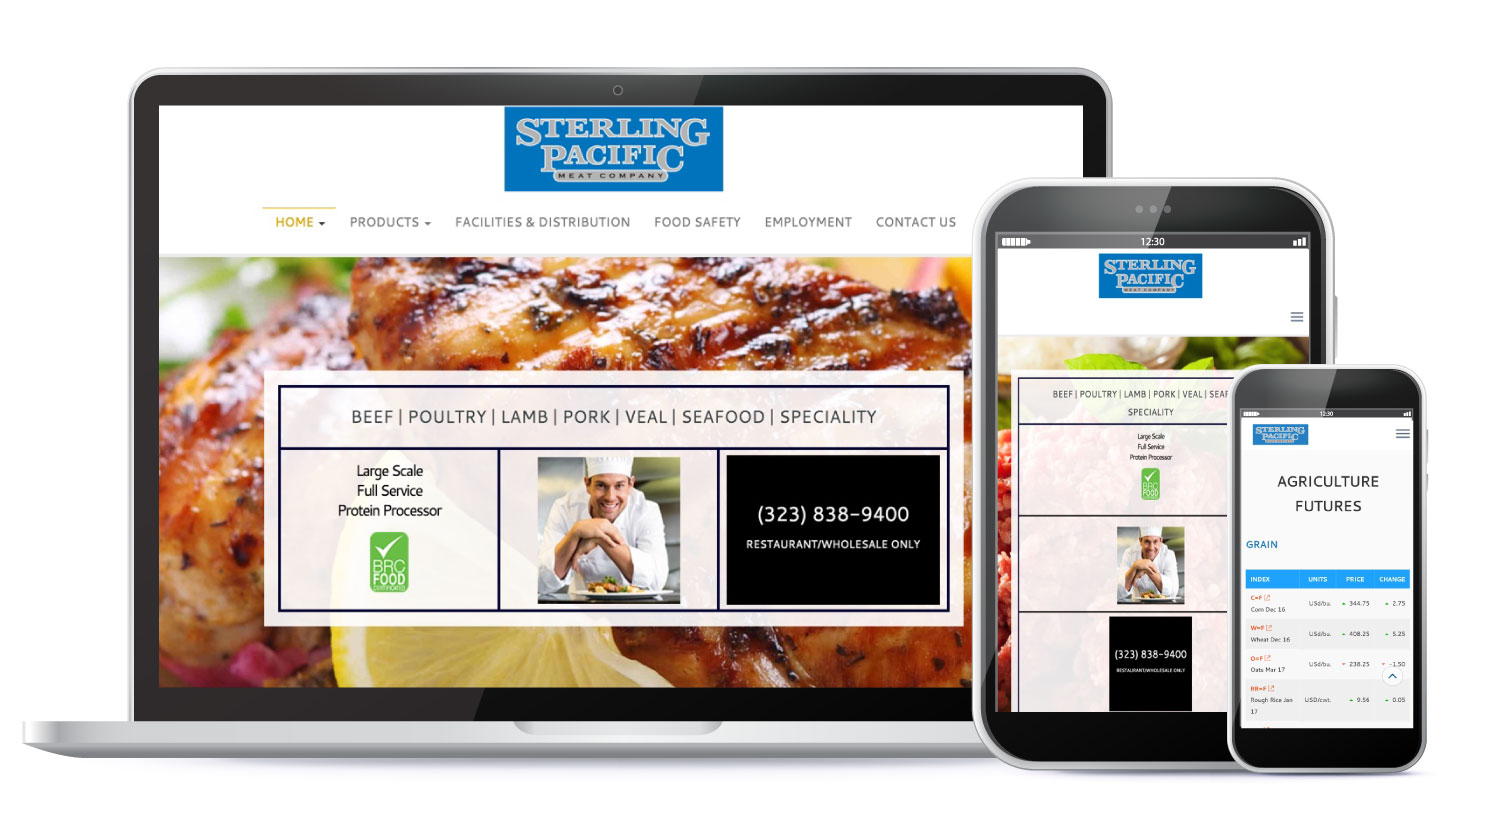 STERLING
PACIFIC
MEAT COMPANY
HOME PRODUCTS FACILITIES & DISTRIBUTION FOOD SAFETY EMPLOYMENT CONTACT US
BEEF | POULTRY | LAMB | PORK | VEAL | SEAFOOD | SPECIALITY
Large Scale
Full Service
Protein Processor
BRC
FOOD
CERTIFICATED
(323) 838-9400
RESTAURANT/WHOLESALE ONLY
12:30
STERLING
PACIFIC
MEAT COMPANY
BEEF | POULTRY | LAMB | PORK | VEAL | SEAF
SPECIALITY
Large Scale
Full Service
Protein Processor
BRC
FOOD
(323) 838-9400
RESTAURANT/WHOLESALE ONLY
12:30
STERLING
PACIFIC
AGRICULTURE
FUTURES
GRAIN
INDEX UNITS PRICE CHANGE
C=F
Corn Dec 16 USd/bu. 344.75 2.75
W=F
Wheat Dec 16 USd/bu. 408.25 5.25
O=F
Oats Mar 17 USd/bu. 238.25 -1.50
RR=F
Rough Rice Jan
17 USD/cwt. 9.56 0.05